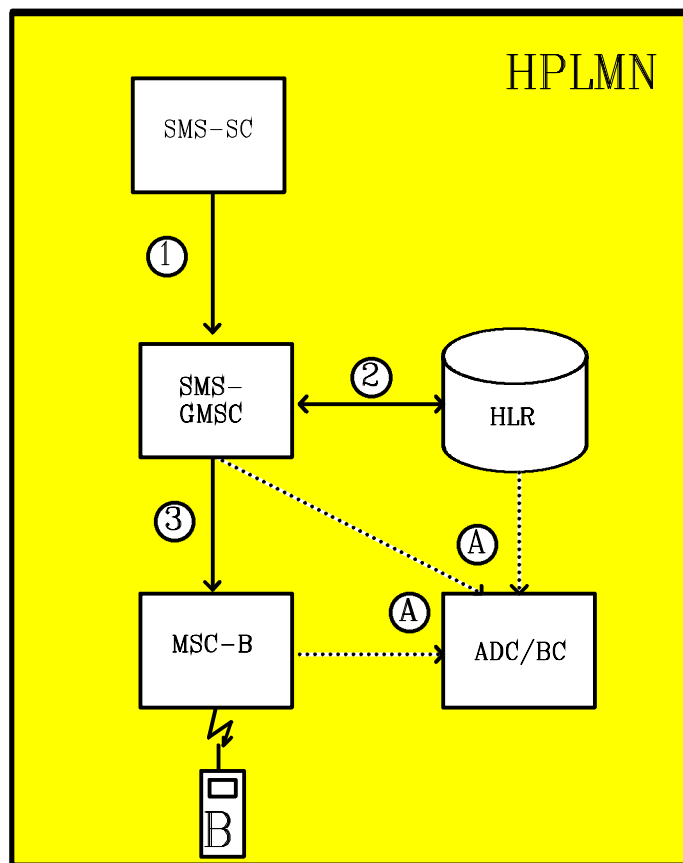 HPLMN
SMS-SC
1
SMS-
GMSC
2
HLR
3
A
A
MSC-B
ADC/BC
B